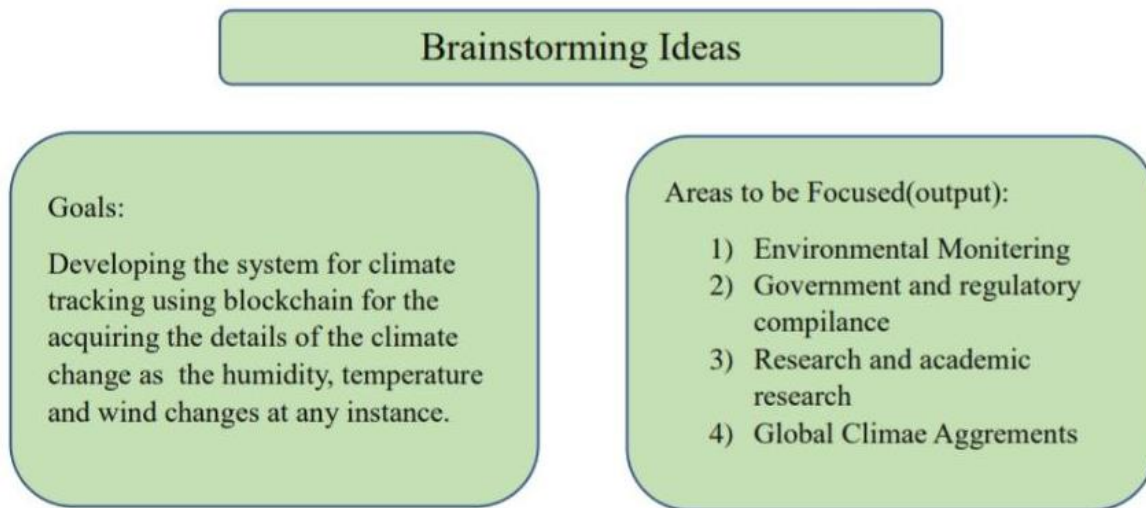 Brainstorming Ideas
Goals:
Developing the system for climate
tracking using blockchain for the
acquiring the details of the climate
change as the humidity, temperature
and wind changes at any instance.
Areas to be Focused(output):
1) Environmental Monitering
2) Government and regulatory
compilance
3) Research and academic
research
4) Global Climae Aggrements